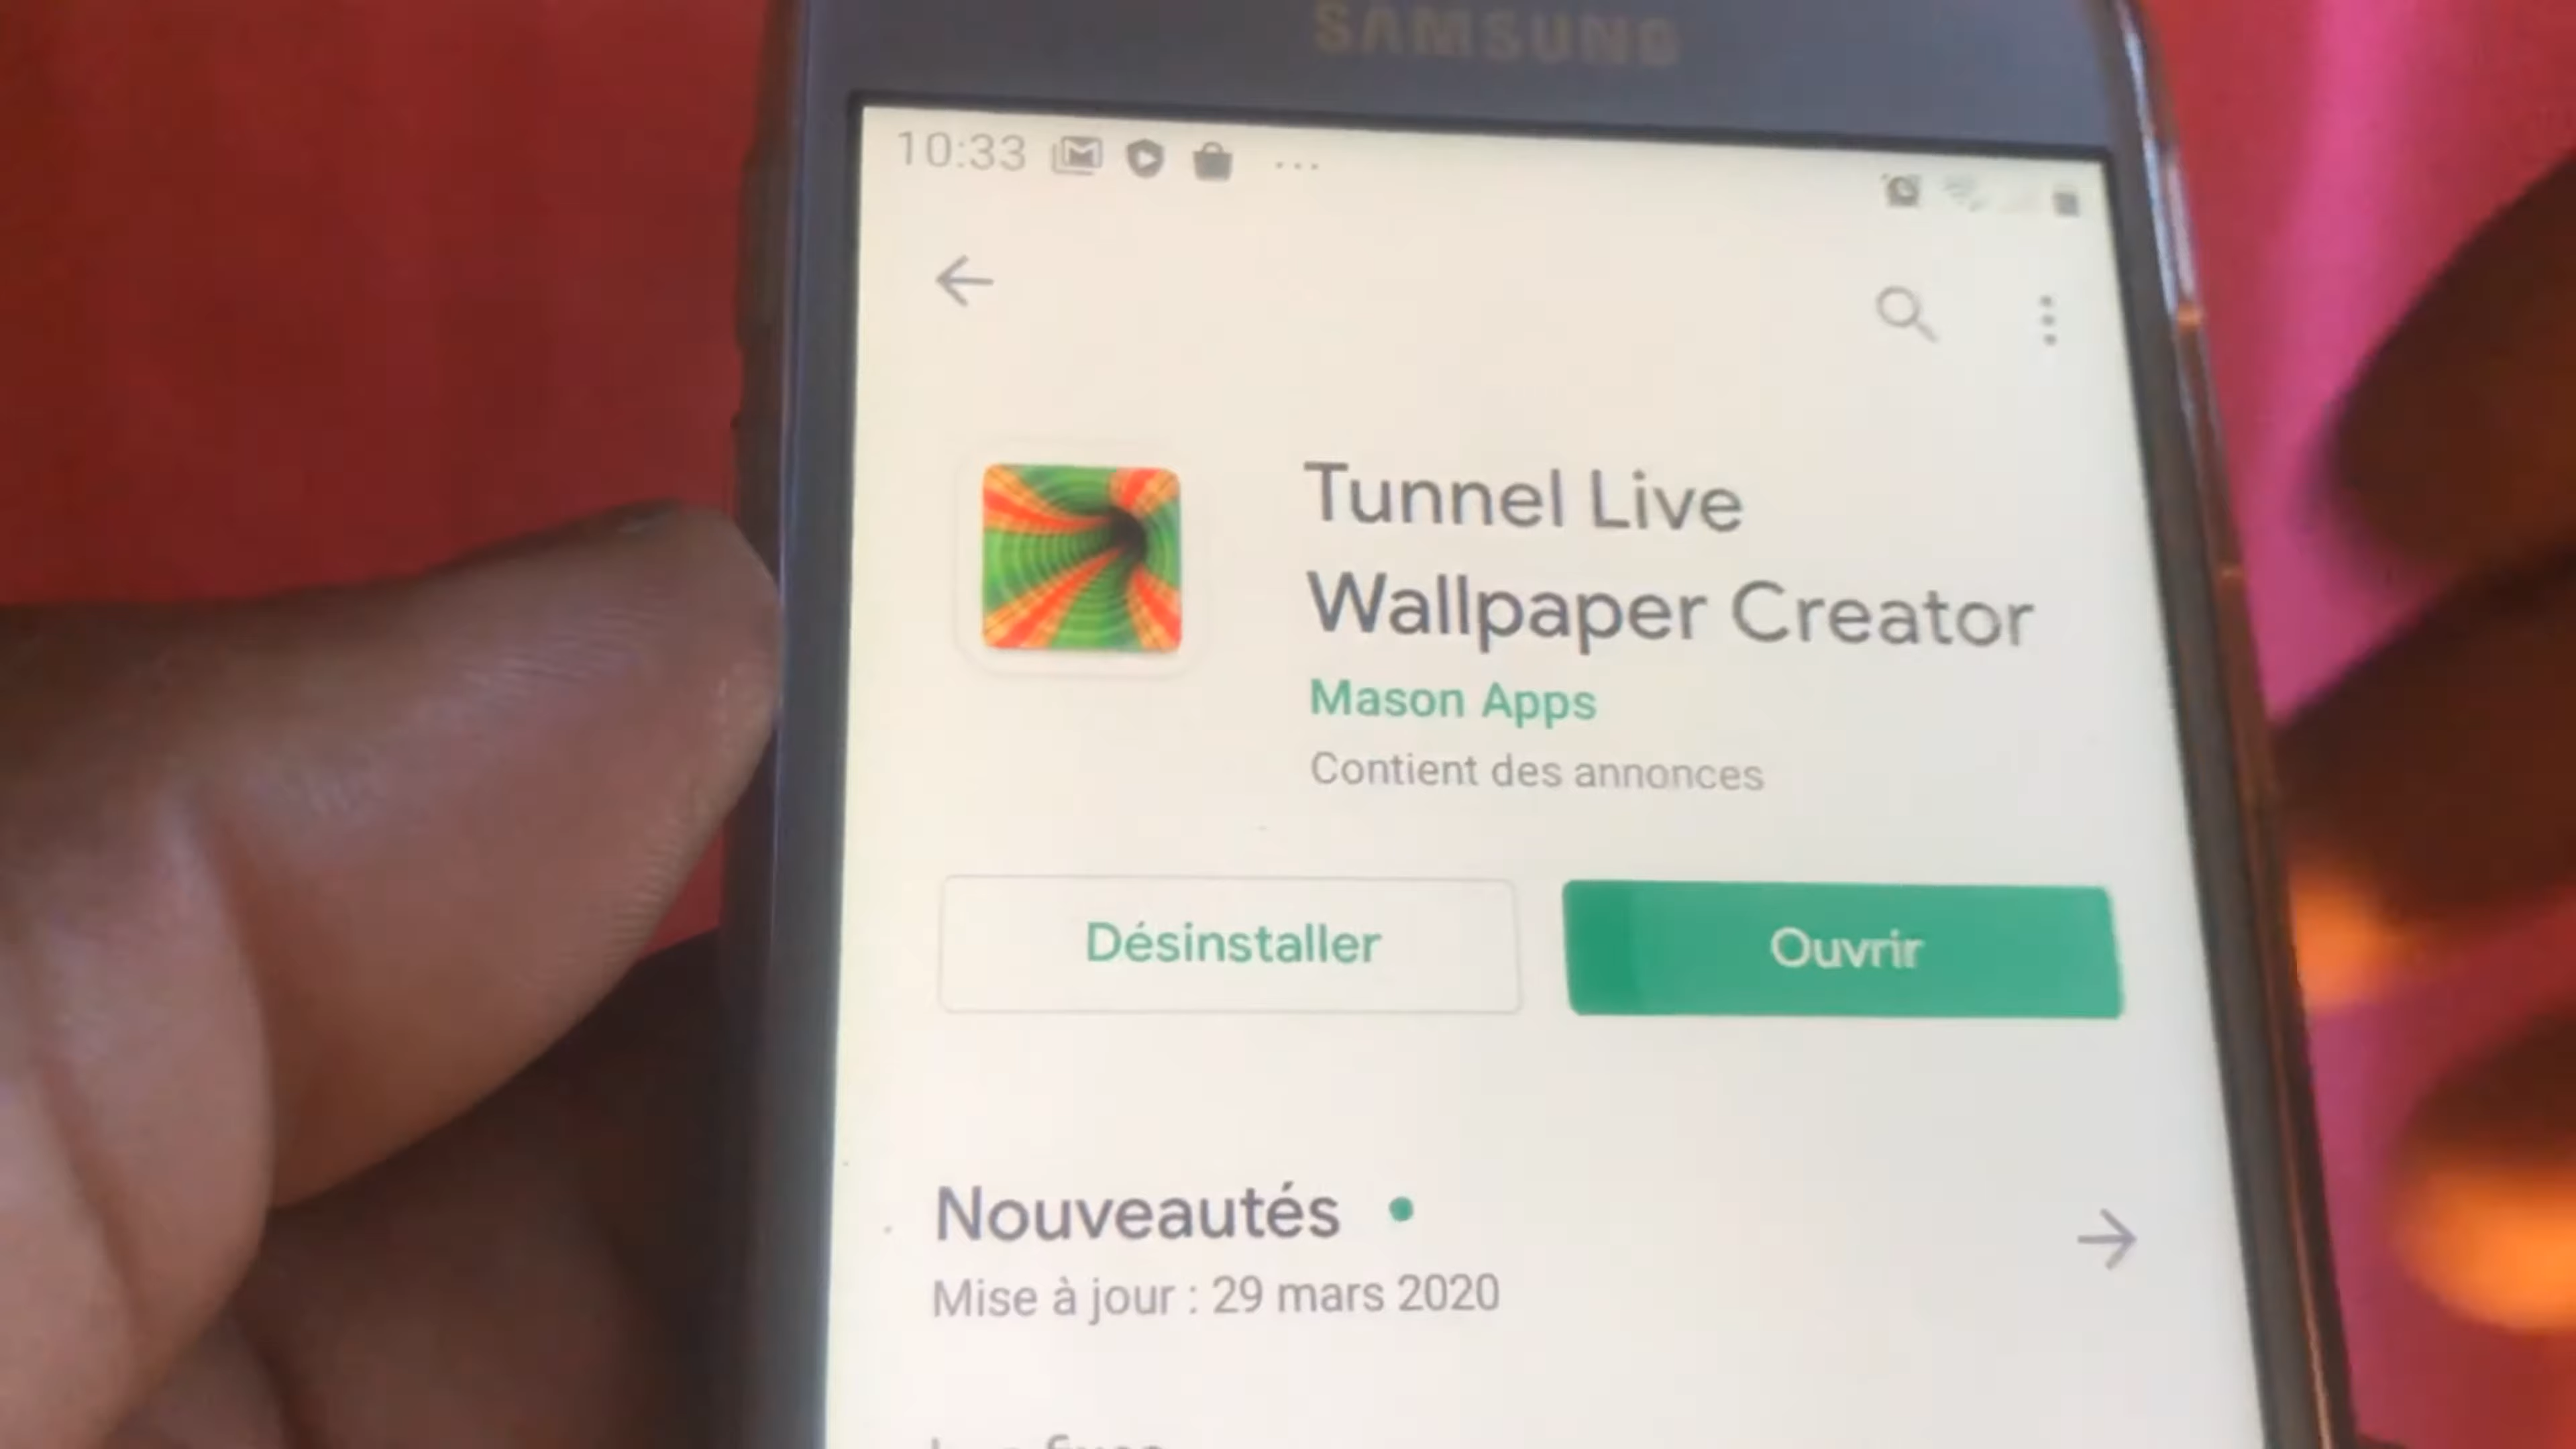 SAMSUNG
10:33
Tunnel Live
Wallpaper Creator
Mason Apps
Contient des annonces
Désinstaller
Ouvrir
Nouveautés
Mise à jour : 29 mars 2020